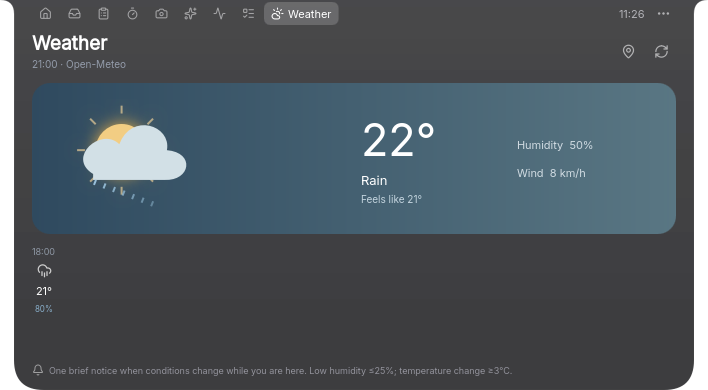 Weather 11:26
Weather
21:00 · Open-Meteo
22°
Rain
Feels like 21°
Humidity 50%
Wind 8 km/h
18:00
21°
80%
One brief notice when conditions change while you are here. Low humidity ≤25%; temperature change ≥3°C.